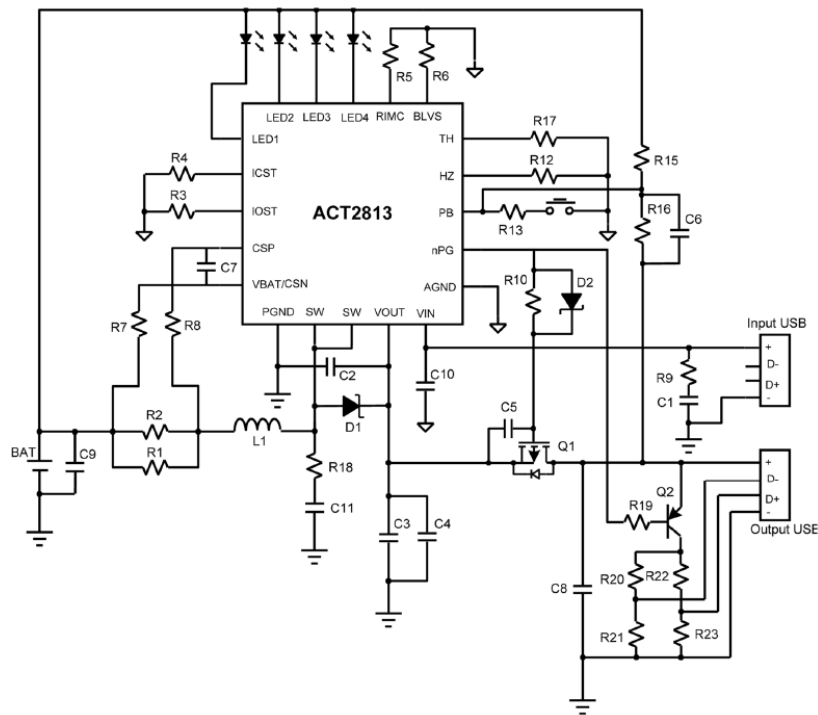 R5
R6
LED2
LED3
LED4
RIMC
BLVS
LED1
TH
R17
R4
ICST
HZ
R12
R15
R3
IOST
ACT2813
PB
R13
R16
C6
CSP
nPG
C7
VBAT/CSN
AGND
R10
D2
R7
R8
PGND
SW
SW
VOUT
VIN
Input USB
+
D-
D+
-
C2
C10
R9
C1
R2
D1
C5
Q1
BAT
C9
R1
L1
R18
Q2
+
D-
D+
-
Output USB
C11
R19
C3
C4
C8
R20
R22
R21
R23